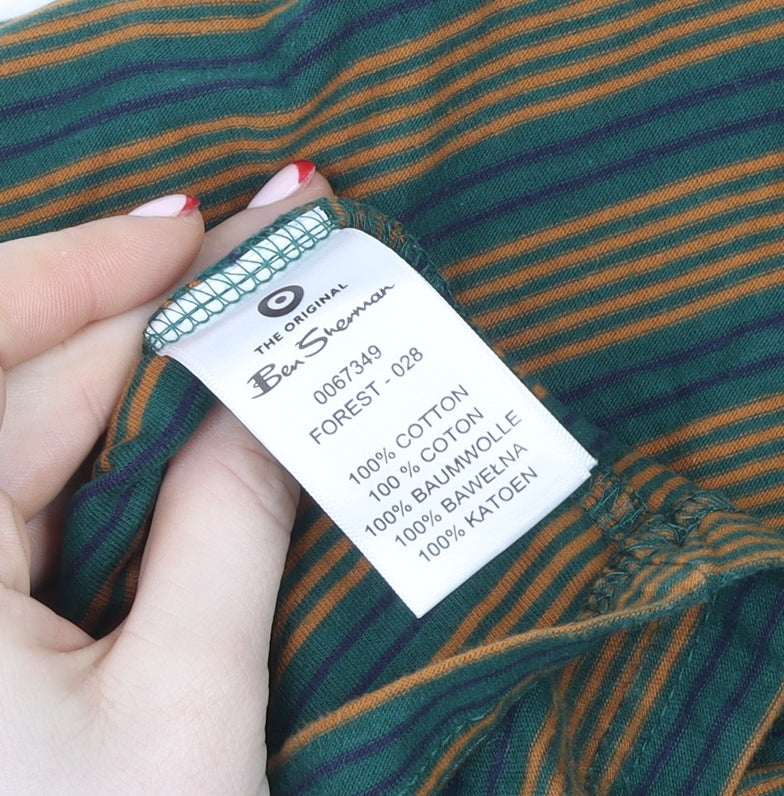 THE ORIGINAL
Ben Sherman
0067349
FOREST - 028
100% COTTON
100 % COTON
100% BAUMWOLLE
100% BAWEŁNA
100% KATOEN